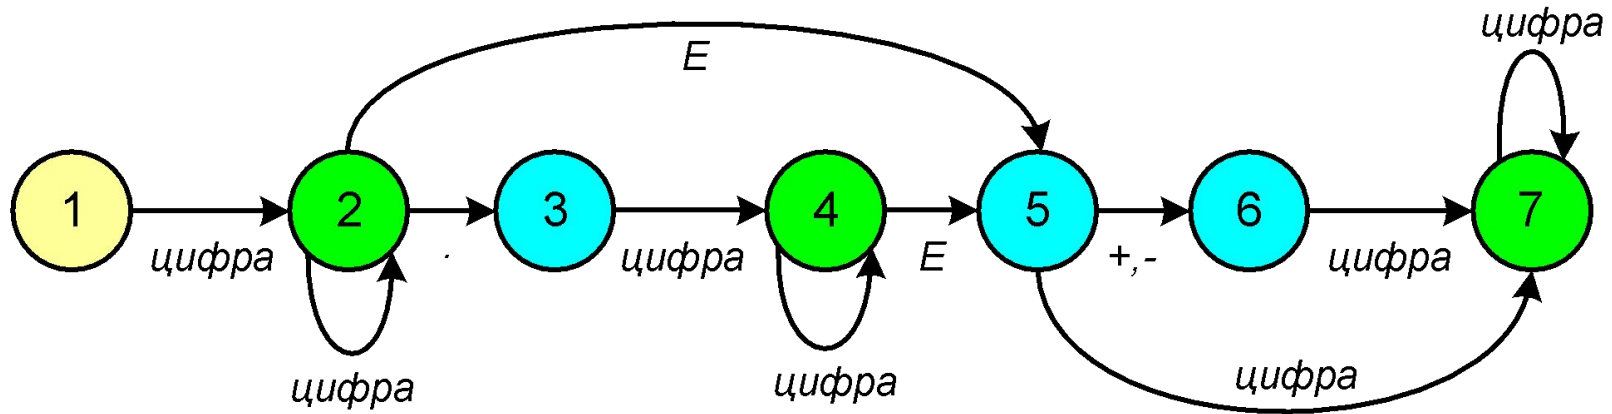 цифра
E
1 2 3 4 5 6 7
цифра . цифра E +,- цифра
цифра цифра цифра